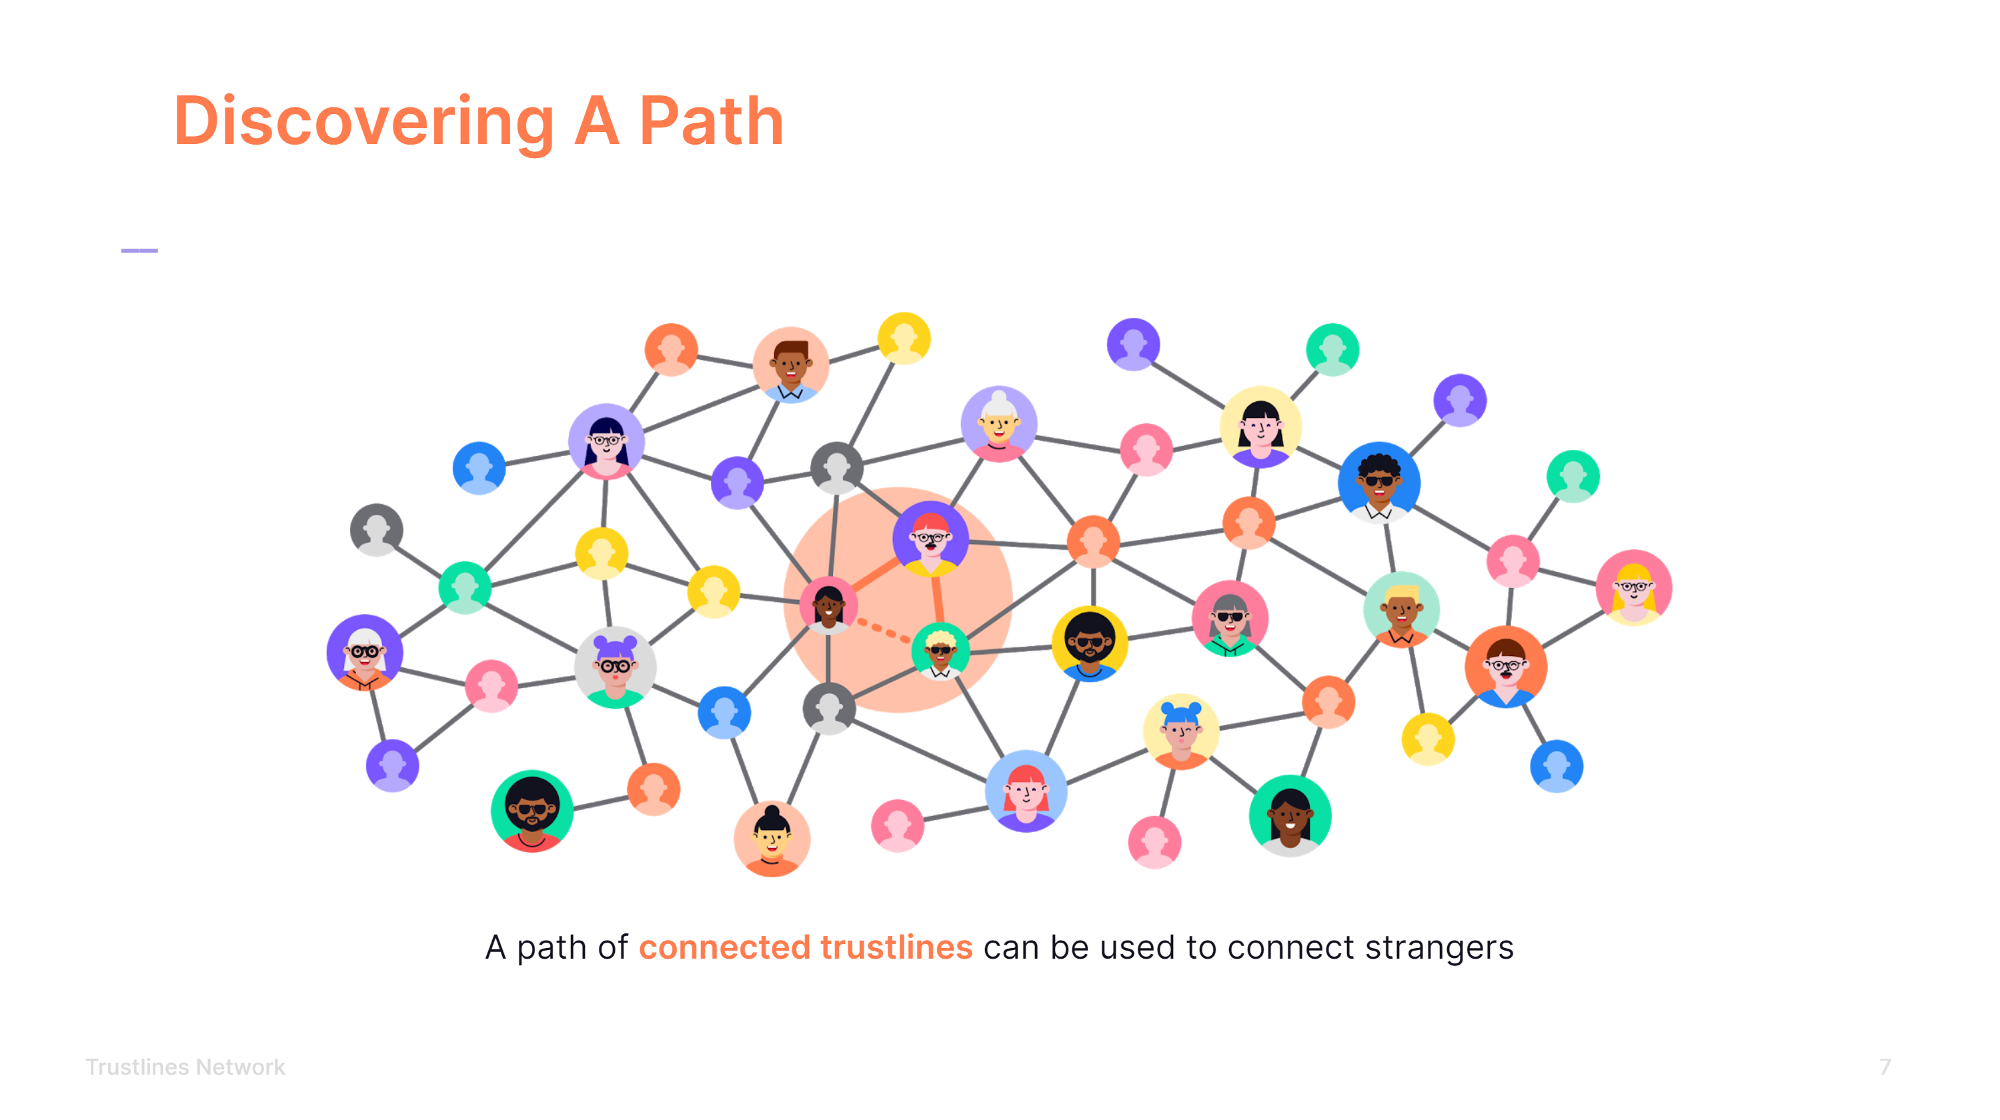 Discovering A Path
A path of connected trustlines can be used to connect strangers
Trustlines Network
7